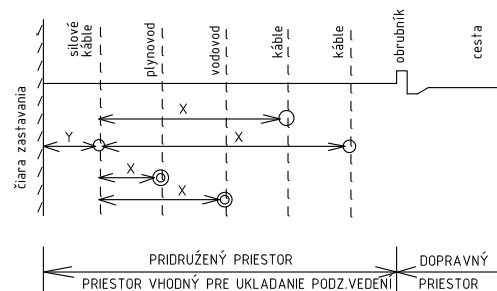 silové
káble
plynovod
vodovod
káble
káble
obrubník
cesta
čiara zastavania
X
Y
X
X
X
PRIDRUŽENÝ PRIESTOR
DOPRAVNÝ
PRIESTOR VHODNÝ PRE UKLADANIE PODZ.VEDENÍ
PRIESTOR